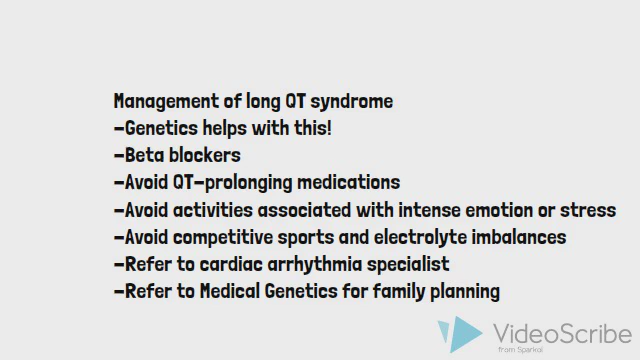 Management of long QT syndrome
-Genetics helps with this!
-Beta blockers
-Avoid QT-prolonging medications
-Avoid activities associated with intense emotion or stress
-Avoid competitive sports and electrolyte imbalances
-Refer to cardiac arrhythmia specialist
-Refer to Medical Genetics for family planning
VideoScribe
from Sparkol